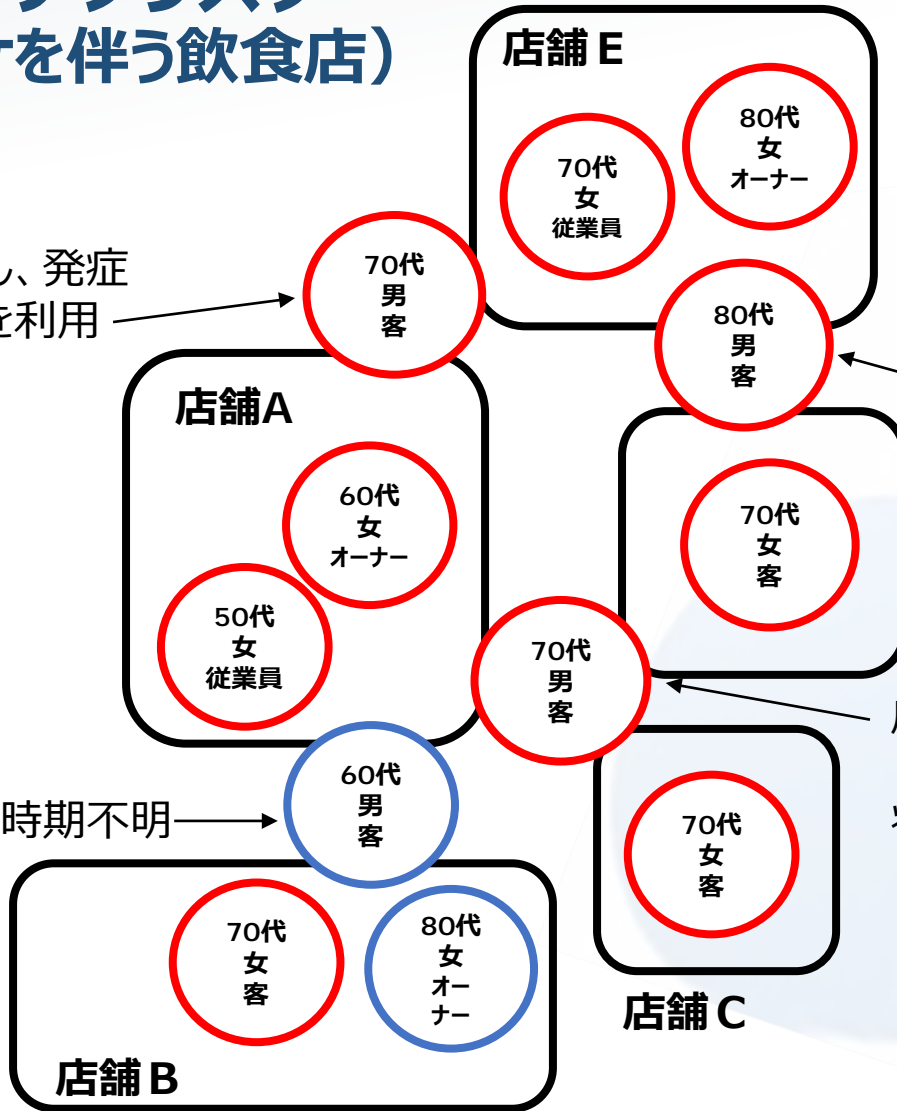 を伴う飲食店）
店舗E
80代
女
オーナー
70代
女
従業員
、発症
を利用
70代
男
客
80代
男
客
店舗A
60代
女
オーナー
50代
女
従業員
70代
女
客
70代
男
客
60代
男
客
時期不明
70代
女
客
80代
女
オー
ナー
店舗B
70代
女
客
店舗C